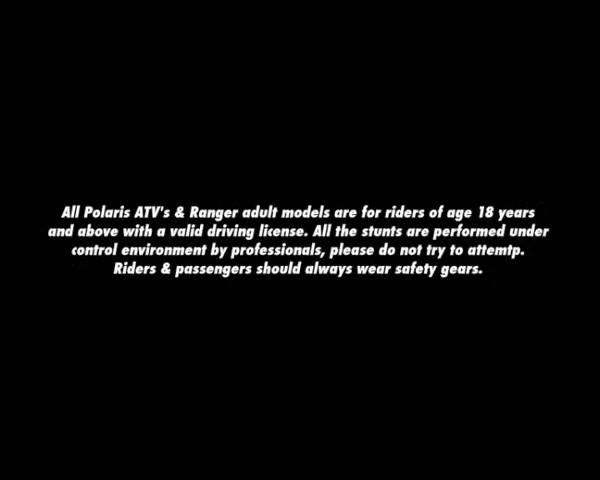 All Polaris ATV's & Ranger adult models are for riders of age 18 years
and above with a valid driving license. All the stunts are performed under
control environment by professionals, please do not try to attemtp.
Riders & passengers should always wear safety gears.